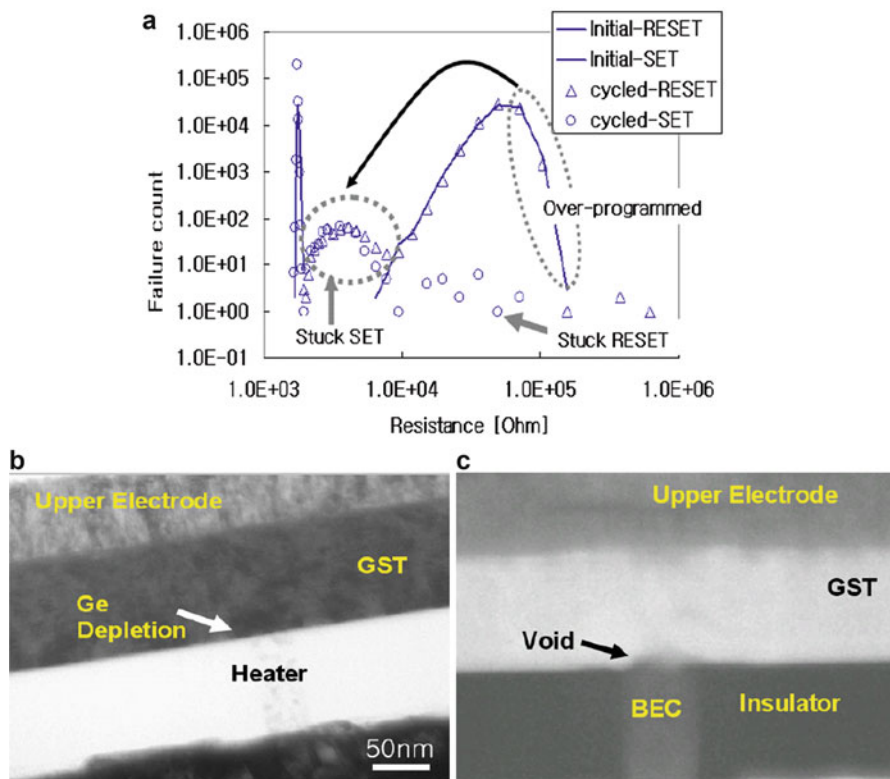 a
1.0E+06
1.0E+05
1.0E+04
1.0E+03
1.0E+02
1.0E+01
1.0E+00
1.0E-01
Failure count
Initial-RESET
Initial-SET
cycled-RESET
cycled-SET
Over-programmed
Stuck SET
Stuck RESET
1.0E+03
1.0E+04
1.0E+05
1.0E+06
Resistance [Ohm]
b
Upper Electrode
GST
Ge
Depletion
Heater
50nm
c
Upper Electrode
GST
Void
BEC
Insulator